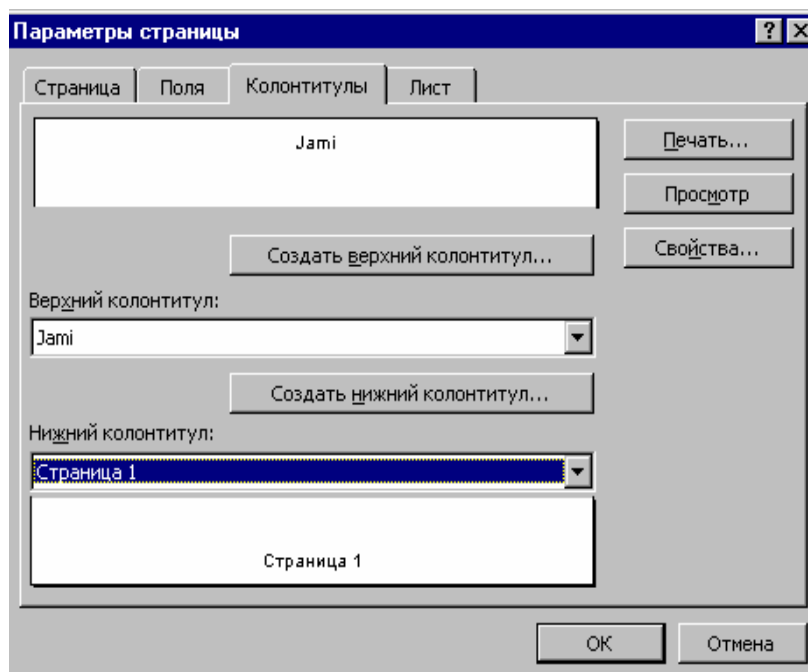 Параметры страницы
Страница Поля Колонтитулы Лист
Jami
Печать...
Просмотр
Создать верхний колонтитул...
Свойства...
Верхний колонтитул:
Jami
Создать нижний колонтитул...
Нижний колонтитул:
Страница 1
Страница 1
ОК Отмена